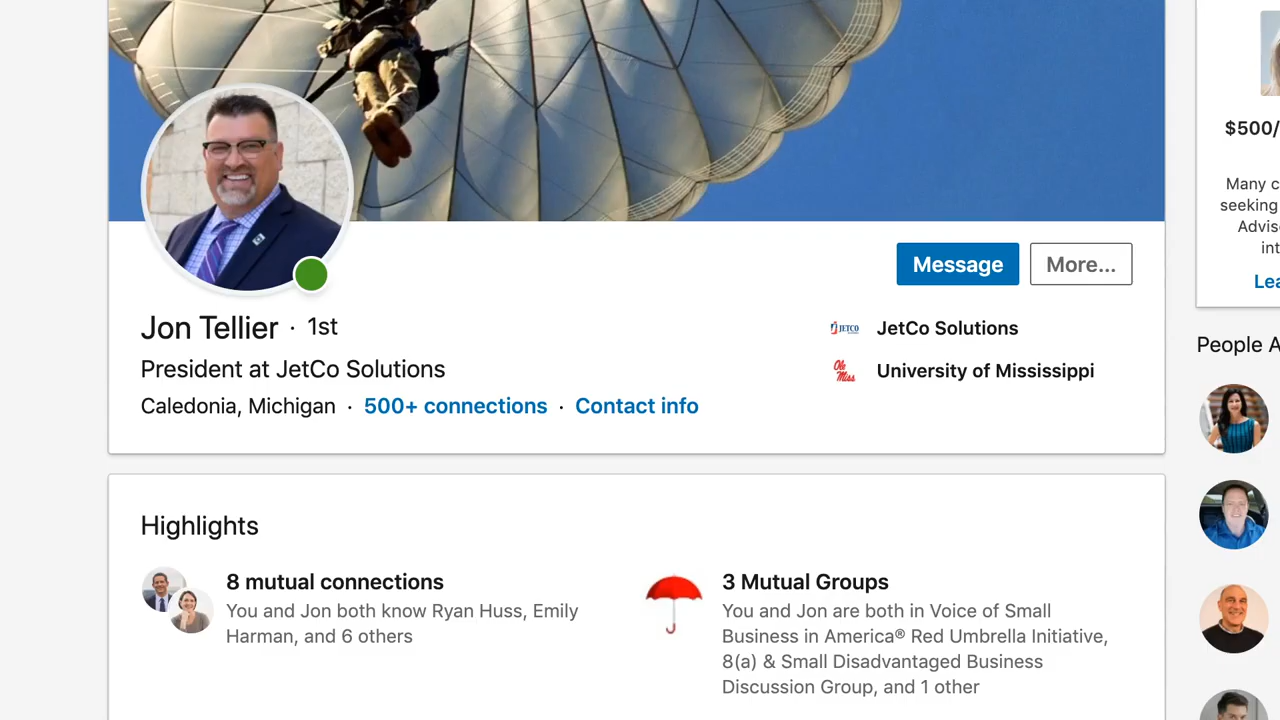 Message
More...
Jon Tellier · 1st
President at JetCo Solutions
Caledonia, Michigan · 500+ connections · Contact info
JETCO
JetCo Solutions
Ole Miss
University of Mississippi
Highlights
8 mutual connections
You and Jon both know Ryan Huss, Emily
Harman, and 6 others
3 Mutual Groups
You and Jon are both in Voice of Small
Business in America® Red Umbrella Initiative,
8(a) & Small Disadvantaged Business
Discussion Group, and 1 other
$500/
Many c
seeking
Advis
int
Lea
People A